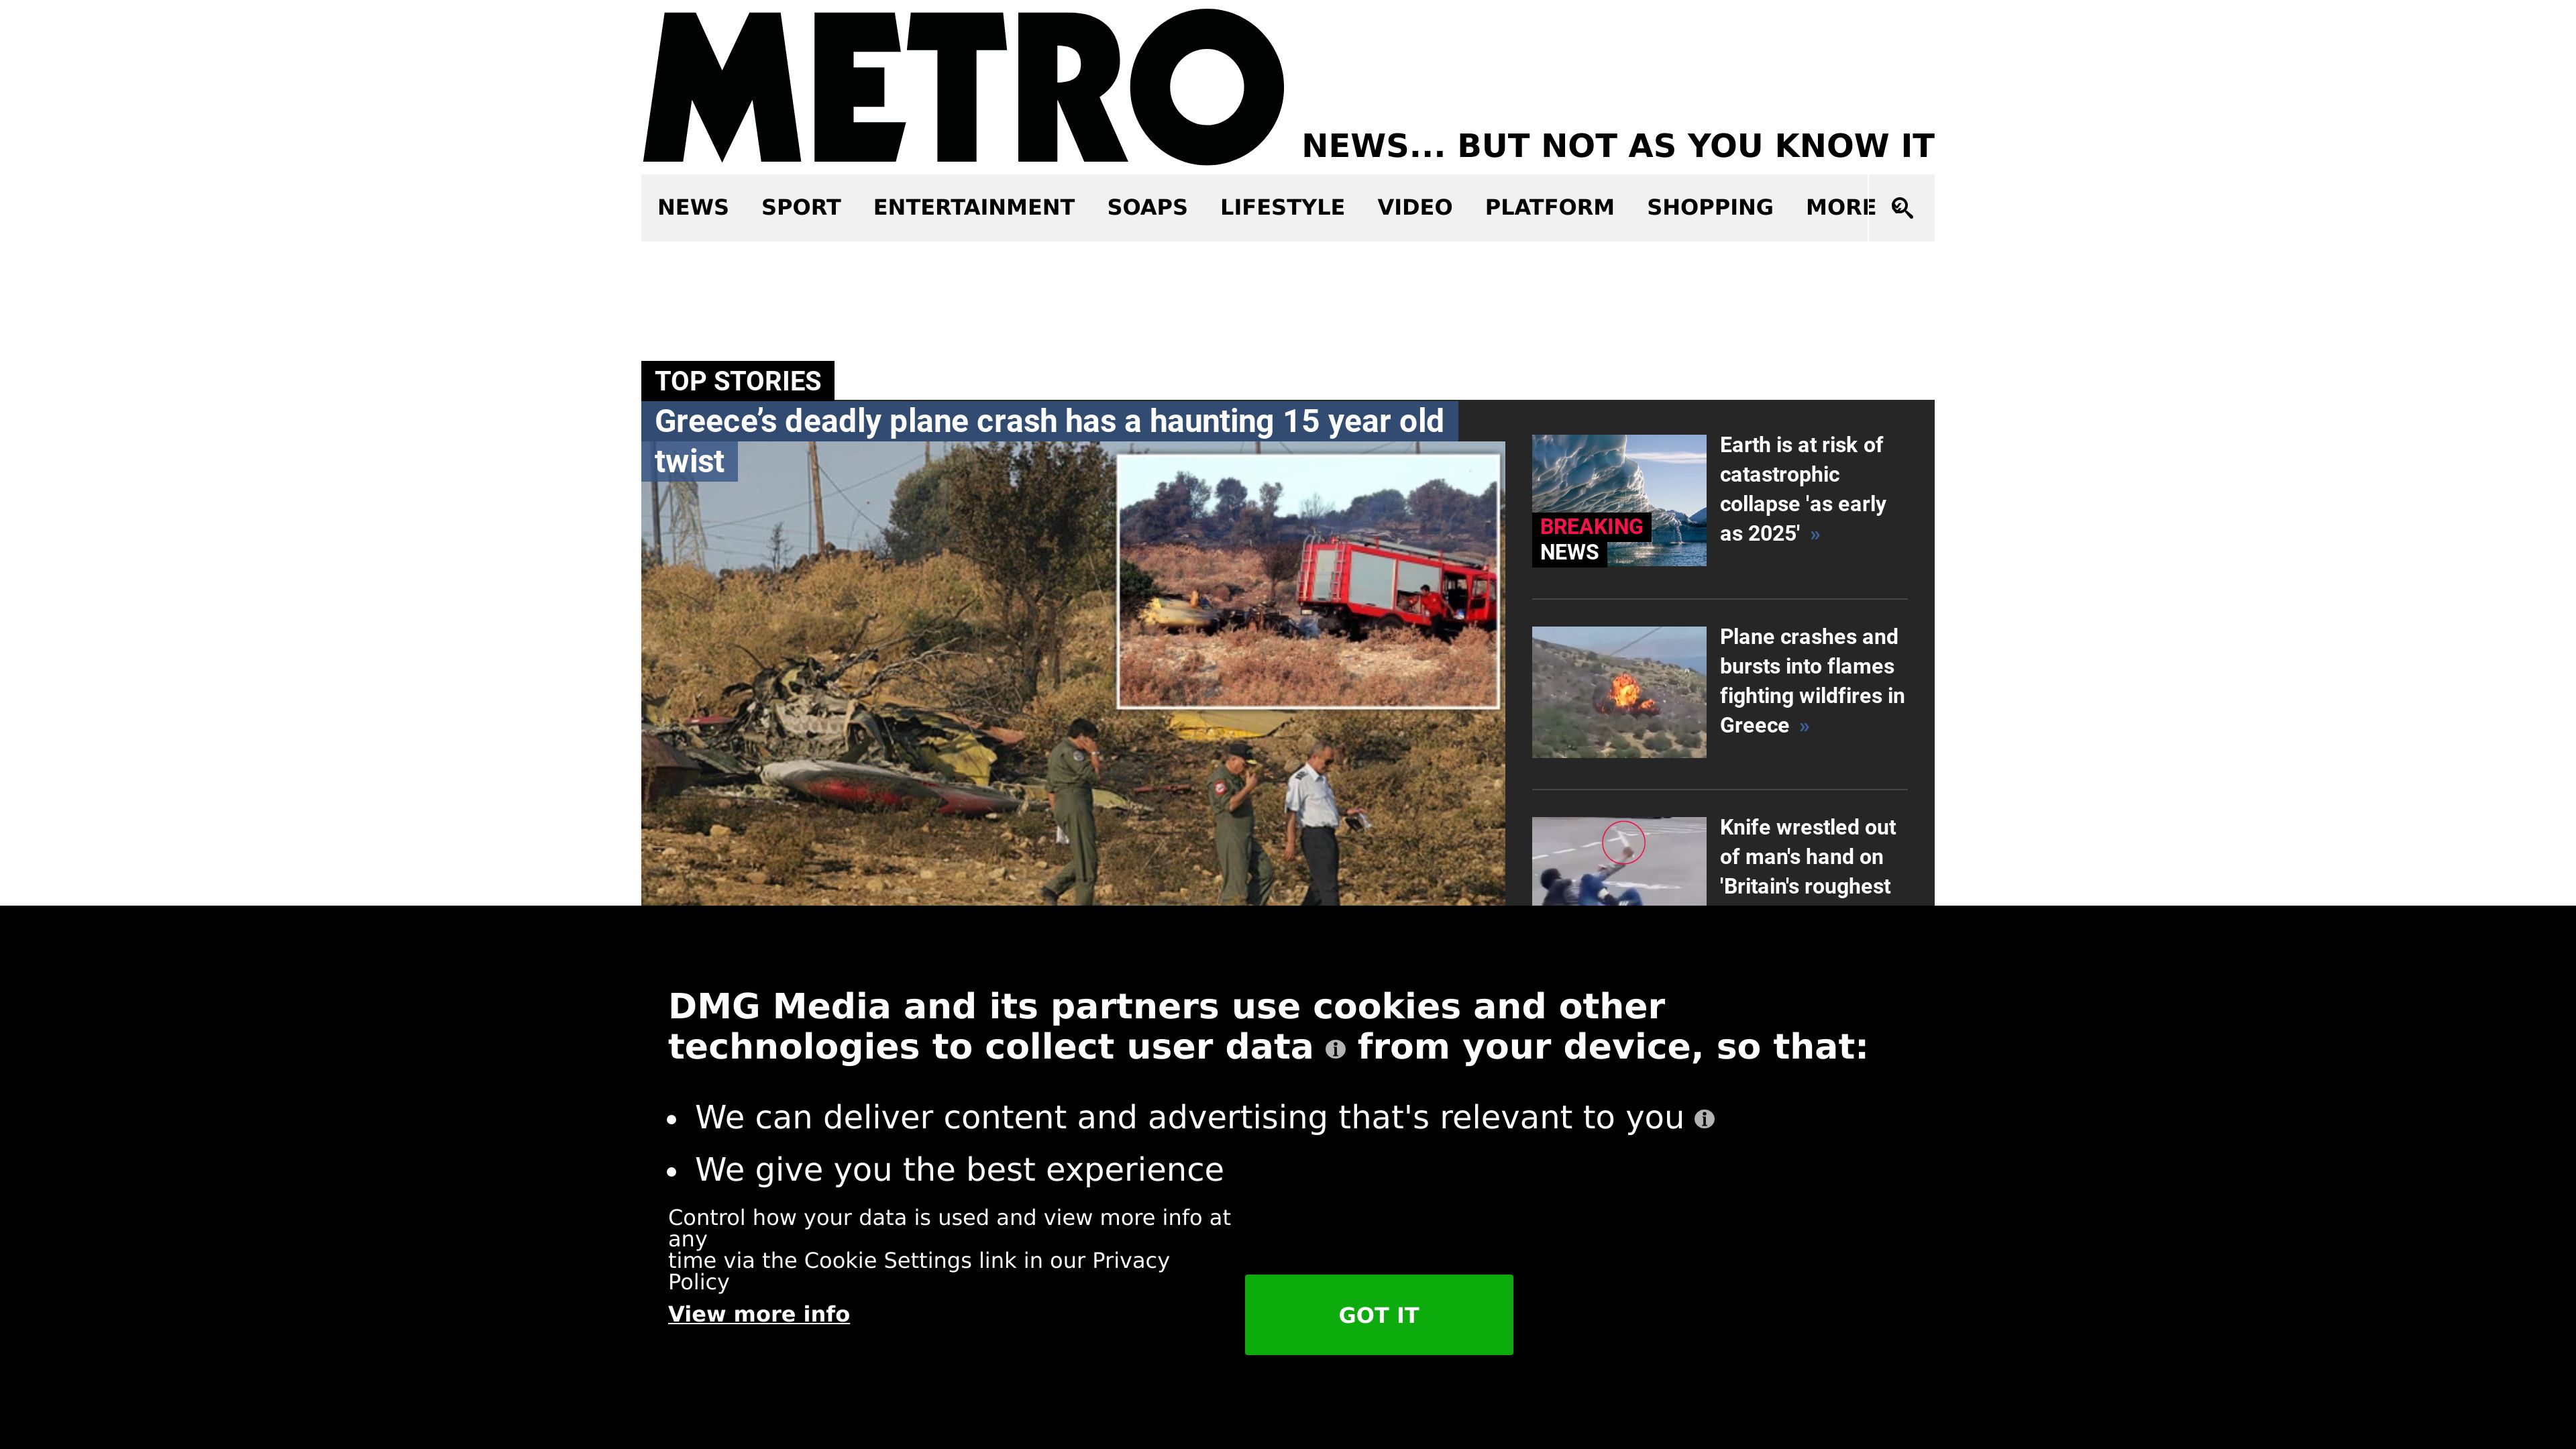 METRO
NEWS... BUT NOT AS YOU KNOW IT
NEWS SPORT ENTERTAINMENT SOAPS LIFESTYLE VIDEO PLATFORM SHOPPING MORE
TOP STORIES
Greece’s deadly plane crash has a haunting 15 year old
twist
BREAKING
NEWS
Earth is at risk of
catastrophic
collapse 'as early
as 2025' »
Plane crashes and
bursts into flames
fighting wildfires in
Greece »
Knife wrestled out
of man's hand on
'Britain's roughest
DMG Media and its partners use cookies and other
technologies to collect user data i from your device, so that:
• We can deliver content and advertising that's relevant to you i
• We give you the best experience
Control how your data is used and view more info at
any
time via the Cookie Settings link in our Privacy
Policy
View more info
GOT IT